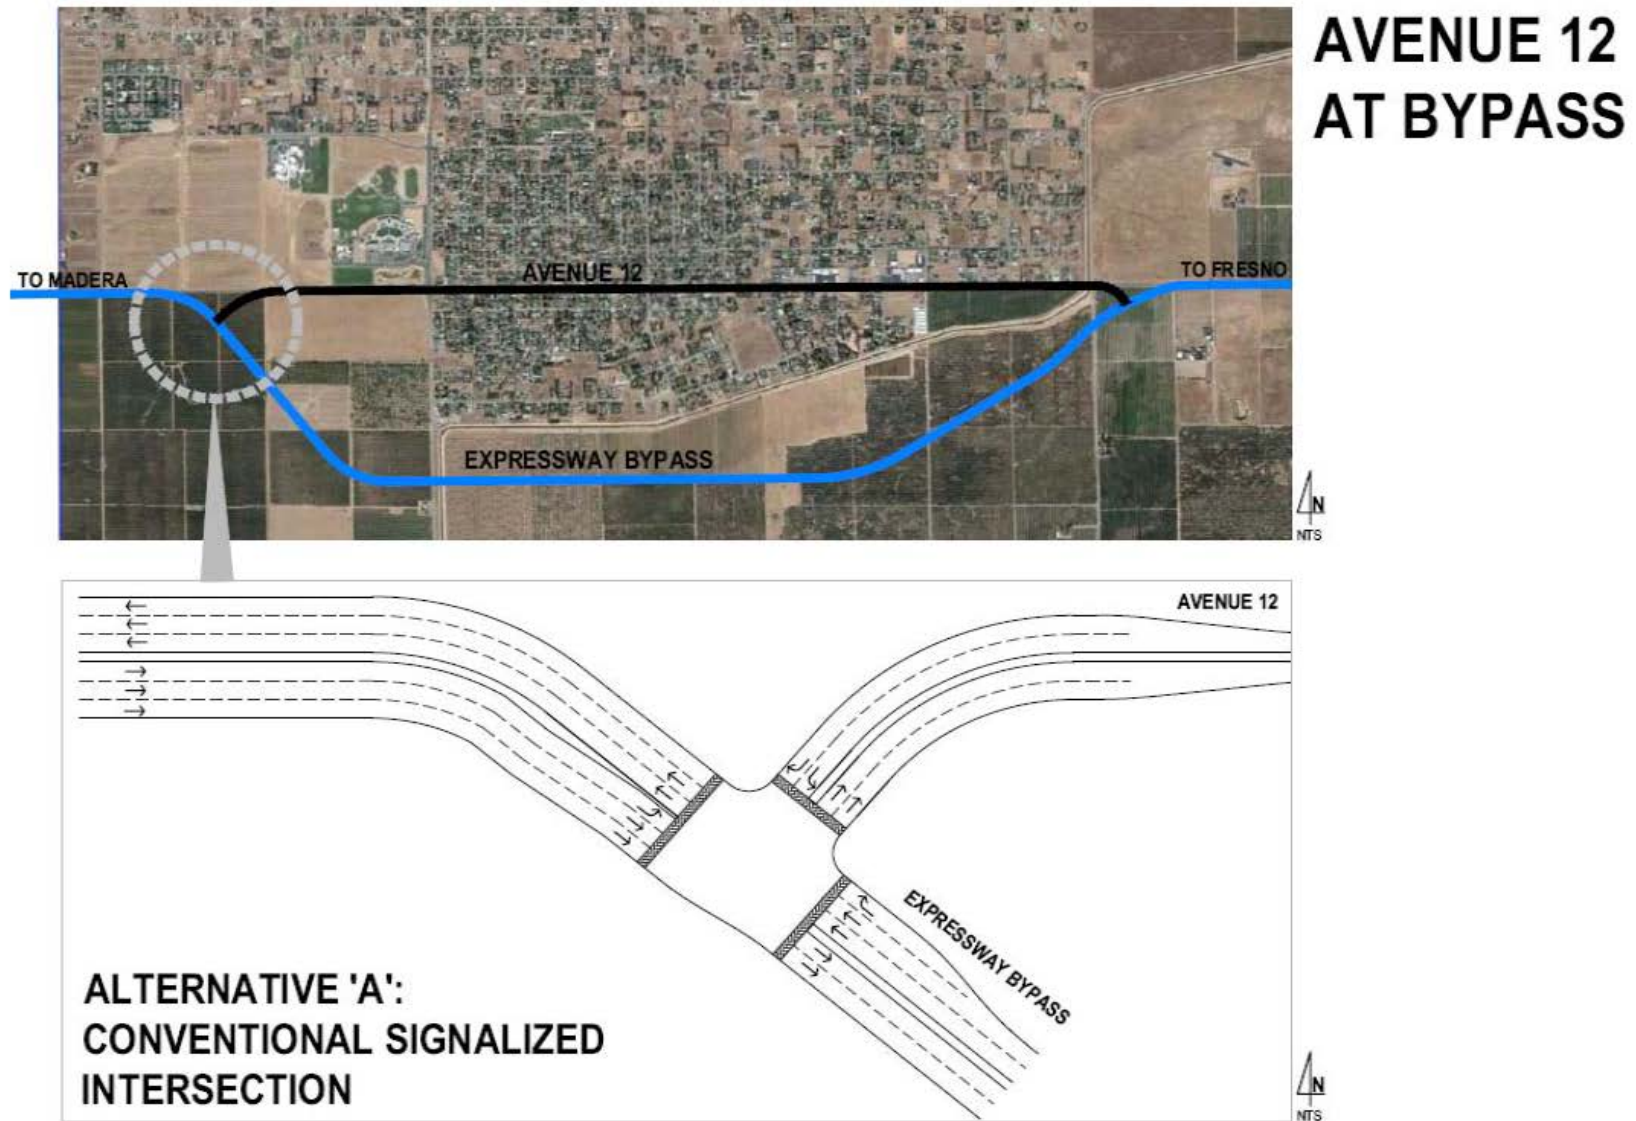 AVENUE 12
AT BYPASS
TO MADERA
AVENUE 12
TO FRESNO
EXPRESSWAY BYPASS
N
NTS
AVENUE 12
EXPRESSWAY BYPASS
ALTERNATIVE 'A':
CONVENTIONAL SIGNALIZED
INTERSECTION
N
NTS